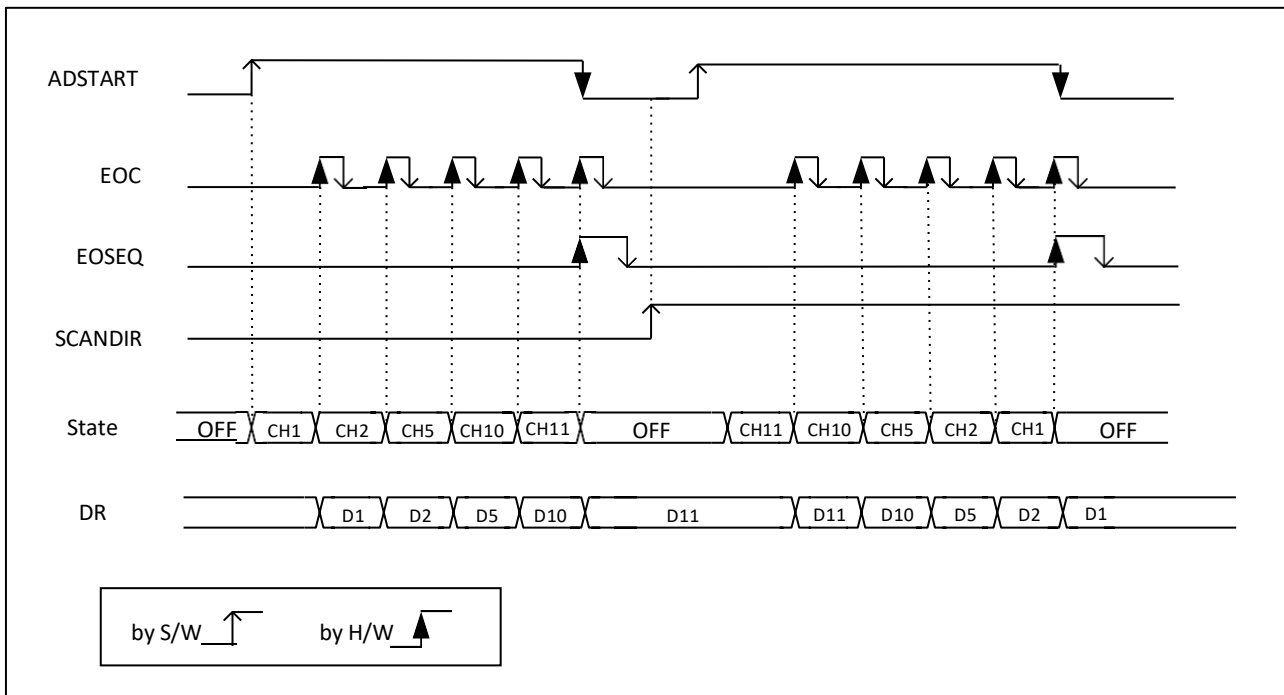 ADSTART
EOC
EOSEQ
SCANDIR
State OFF CH1 CH2 CH5 CH10 CH11 OFF CH11 CH10 CH5 CH2 CH1 OFF
DR D1 D2 D5 D10 D11 D11 D10 D5 D2 D1
by S/W by H/W